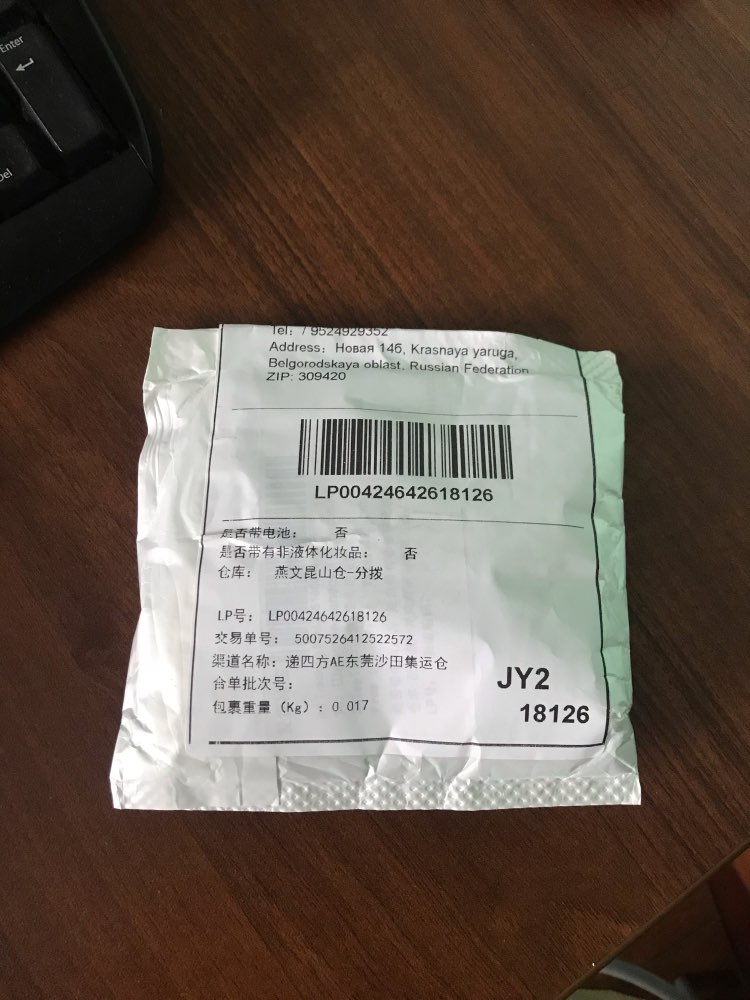 Enter
Del
Tel: / 9524929352
Address: Новая 14б, Krasnaya yaruga,
Belgorodskaya oblast, Russian Federation
ZIP: 309420
LP00424642618126
是否带电池： 否
是否带有非液体化妆品： 否
仓库： 燕文昆山仓-分拨
LP号： LP00424642618126
交易单号： 5007526412522572
渠道名称：递四方AE东莞沙田集运仓
合单批次号：
包裹重量（Kg）：0.017
JY2
18126